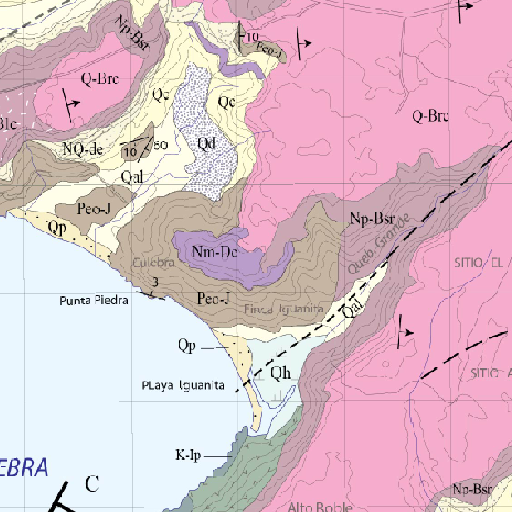 Np-Bsr
10
Peo-J
Q-Brc
Qc
Qc
Q-Brc
Blc
NQ-de
10
80
Qd
Qal
Peo-J
Np-Bsr
Qp
Nm-Dc
Queb. Grande
Culebra
SITIO EL A
3
Punta Piedra
Peo-J
Finca Iguanita
Qal
Qp
Qh
SITIO A
PLaya Iguanita
K-Ip
EBRA
C
Np-Bsr
Alto Roble